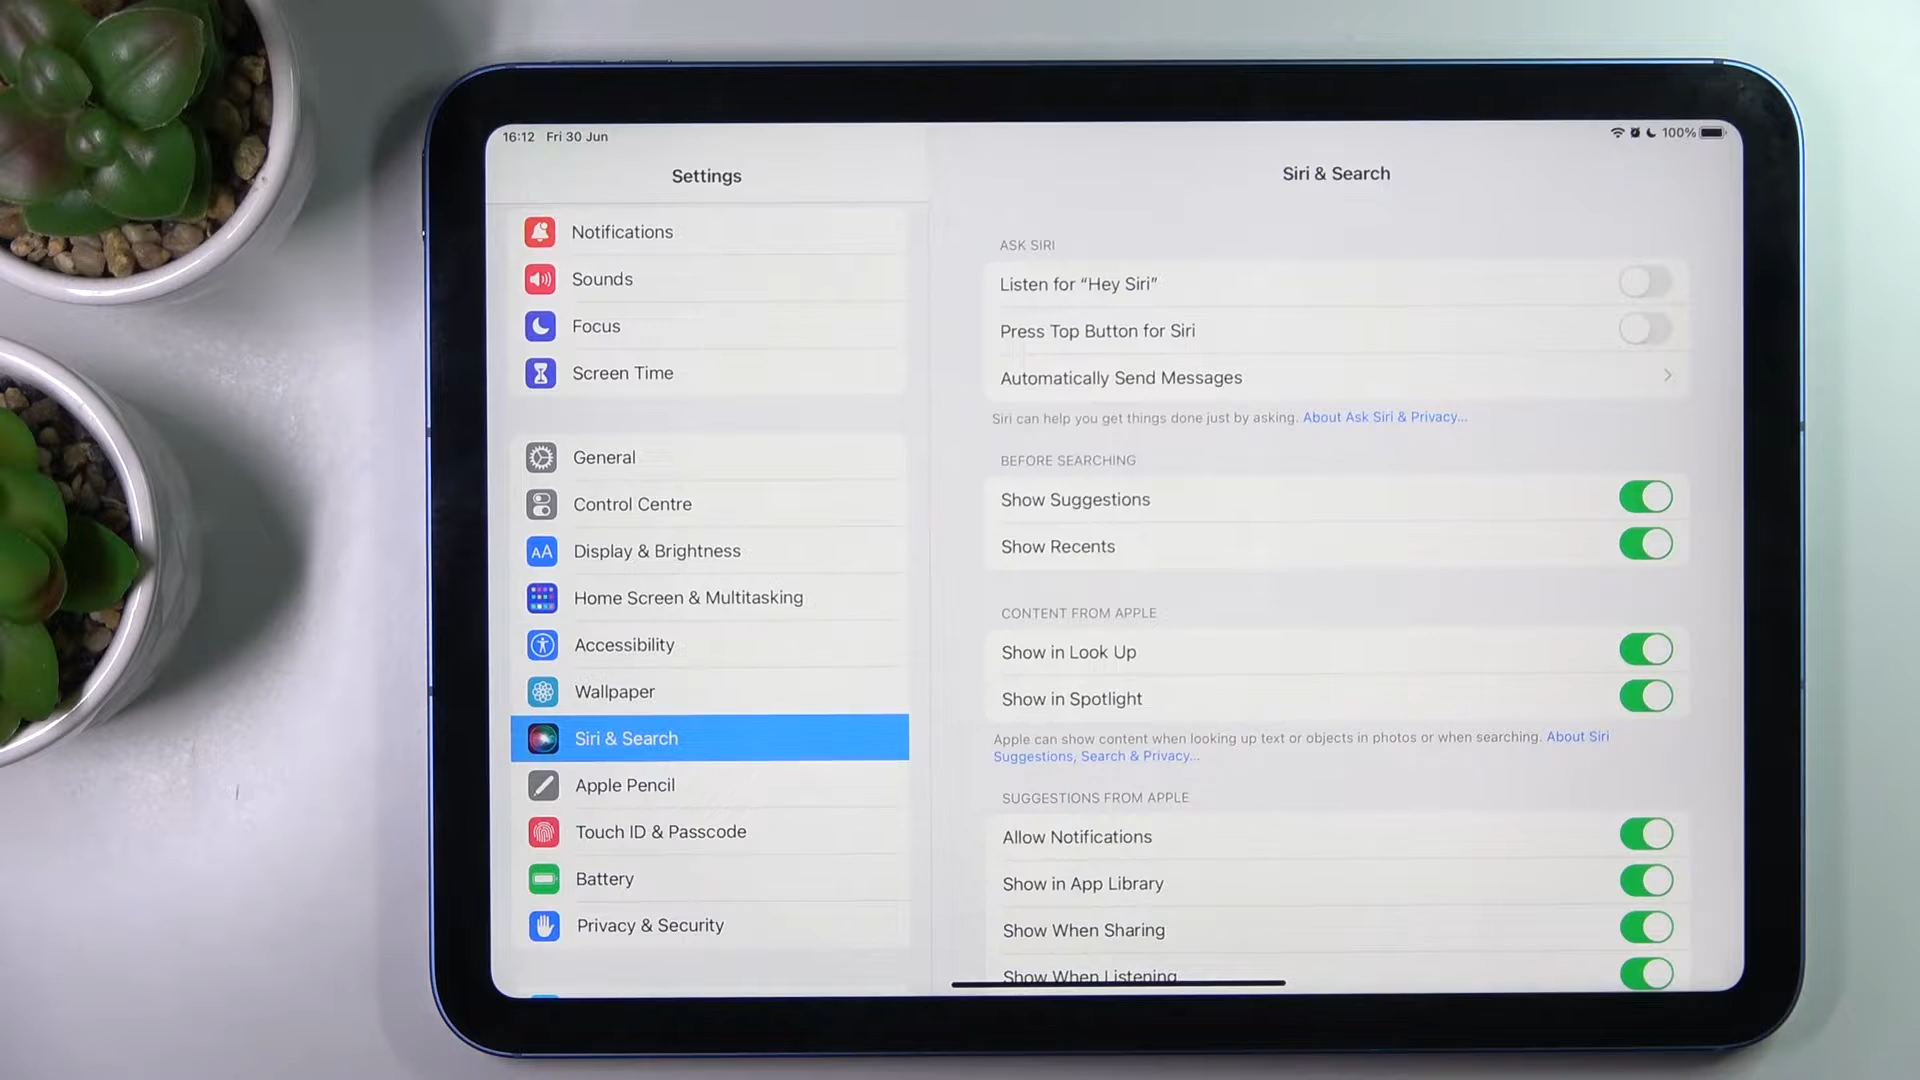 16:12 Fri 30 Jun
100%
Settings
Notifications
Sounds
Focus
Screen Time
General
Control Centre
AA Display & Brightness
Home Screen & Multitasking
Accessibility
Wallpaper
Siri & Search
Apple Pencil
Touch ID & Passcode
Battery
Privacy & Security
Siri & Search
ASK SIRI
Listen for “Hey Siri”
Press Top Button for Siri
Automatically Send Messages
Siri can help you get things done just by asking. About Ask Siri & Privacy...
BEFORE SEARCHING
Show Suggestions
Show Recents
CONTENT FROM APPLE
Show in Look Up
Show in Spotlight
Apple can show content when looking up text or objects in photos or when searching. About Siri
Suggestions, Search & Privacy...
SUGGESTIONS FROM APPLE
Allow Notifications
Show in App Library
Show When Sharing
Show When Listening